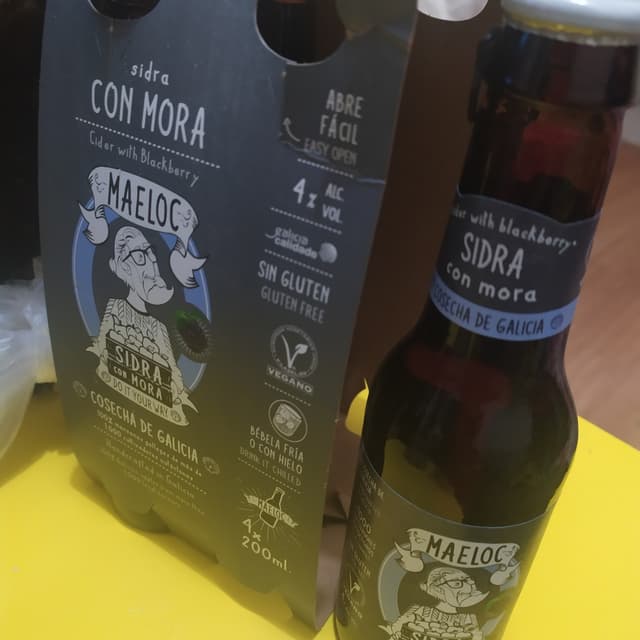 sidra
CON MORA
Cider with Blackberry
MAELOC
SIDRA
CON MORA
DO IT YOUR WAY
COSECHA DE GALICIA
ABRE
FÁCIL
EASY OPEN
ALC.
VOL.
galicia
calidade
SIN GLUTEN
GLUTEN FREE
VEGANO
BÉBELA FRÍA
O CON HIELO
DRINK IT CHILLED
MAELOC
4x
200ml.
with blackberry
SIDRA
con mora
COSECHA DE GALICIA
MAELOC
SIDRA